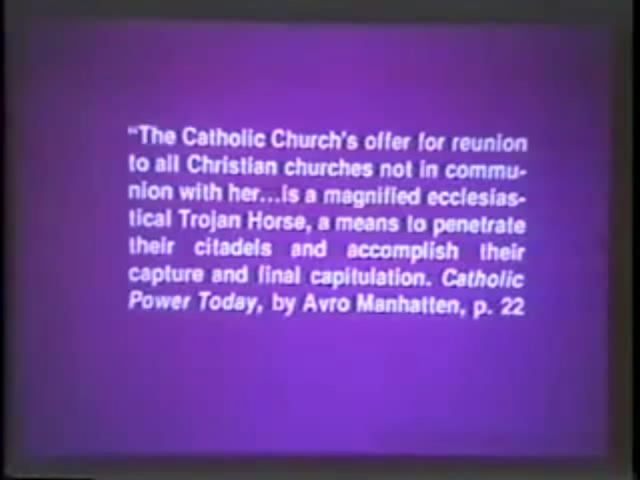 "The Catholic Church's offer for reunion
to all Christian churches not in commu-
nion with her...is a magnified ecclesias-
tical Trojan Horse, a means to penetrate
their citadels and accomplish their
capture and final capitulation. Catholic
Power Today, by Avro Manhatten, p. 22